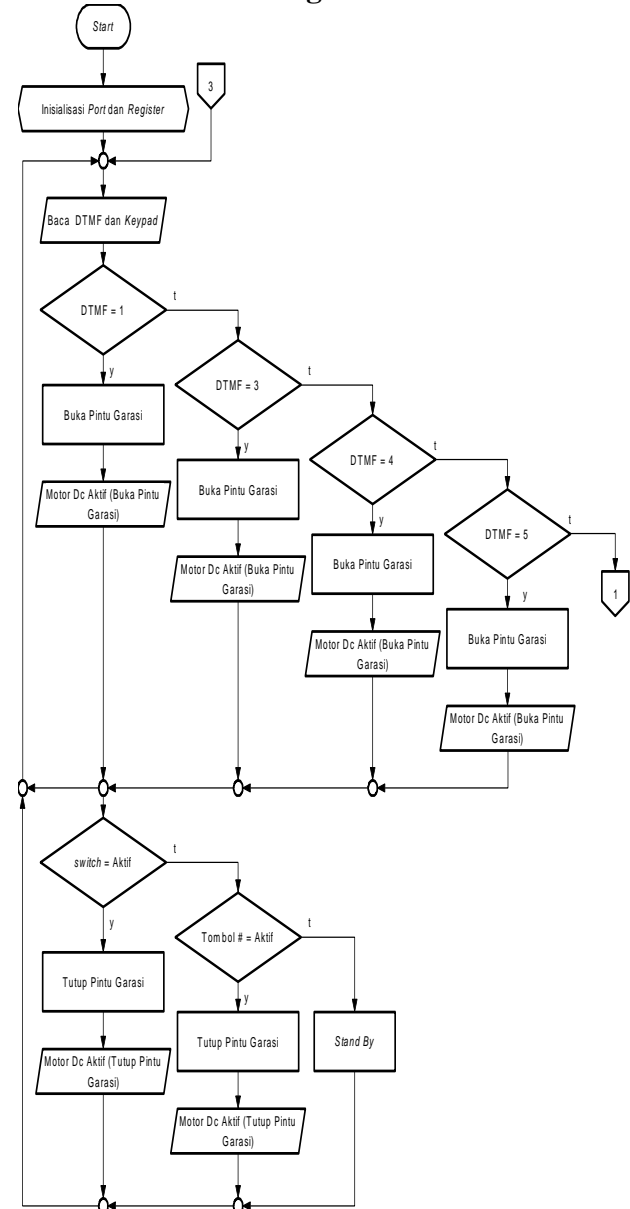 Start
3
Inisialisasi Port dan Register
Baca DTMF dan Keypad
DTMF = 1
t
y
Buka Pintu Garasi
Motor Dc Aktif (Buka Pintu
Garasi)
DTMF = 3
t
y
Buka Pintu Garasi
Motor Dc Aktif (Buka Pintu
Garasi)
DTMF = 4
t
y
Buka Pintu Garasi
Motor Dc Aktif (Buka Pintu
Garasi)
DTMF = 5
t
1
y
Buka Pintu Garasi
Motor Dc Aktif (Buka Pintu
Garasi)
switch = Aktif
t
y
Tutup Pintu Garasi
Motor Dc Aktif (Tutup Pintu
Garasi)
Tombol # = Aktif
t
y
Tutup Pintu Garasi
Motor Dc Aktif (Tutup Pintu
Garasi)
Stand By